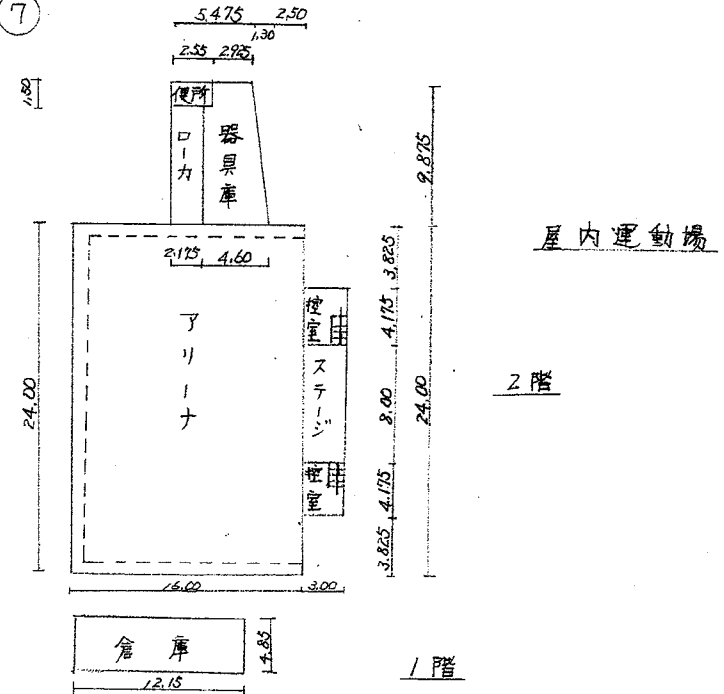 7
5.475 2.50
1.30
2.55 2.925
1.50
便所
ローカ
器具庫
9.875
屋内運動場
2.175 4.60
3.825
4.175
8.00
4.175
3.825
24.00
24.00
控室
ステージ
控室
アリーナ
2階
16.00 3.00
倉庫
4.85
12.15
1階